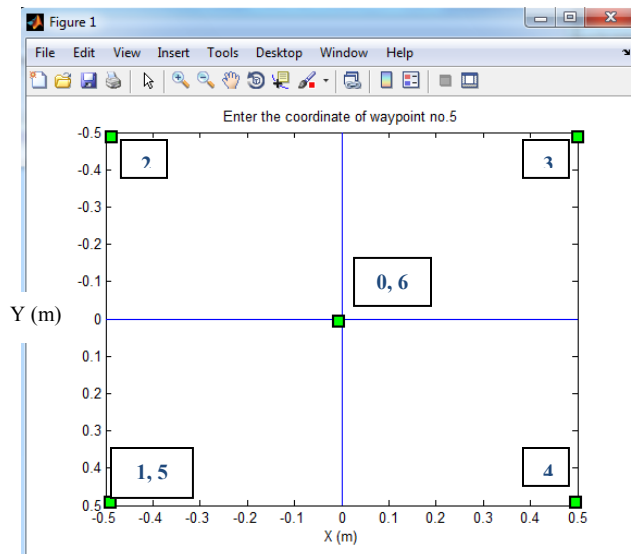 Figure 1
File Edit View Insert Tools Desktop Window Help
Enter the coordinate of waypoint no.5
-0.5
2
3
-0.4
-0.3
-0.2
-0.1
0, 6
Y (m)
0
0.1
0.2
0.3
0.4
1, 5
4
0.5
-0.5 -0.4 -0.3 -0.2 -0.1 0 0.1 0.2 0.3 0.4 0.5
X (m)